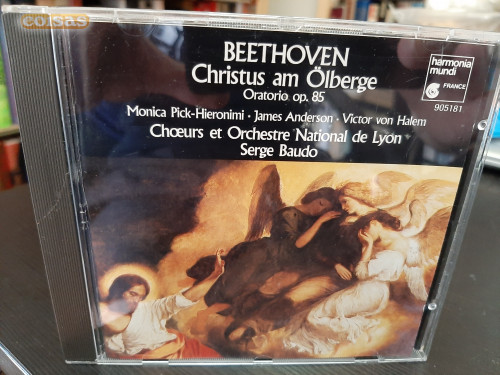 colsas
BEETHOVEN
Christus am Ölberge
Oratorio op. 85
Monica Pick-Hieronimi · James Anderson · Victor von Halem
Chœurs et Orchestre National de Lyon
Serge Baudo
harmonia
mundi
FRANCE
905181